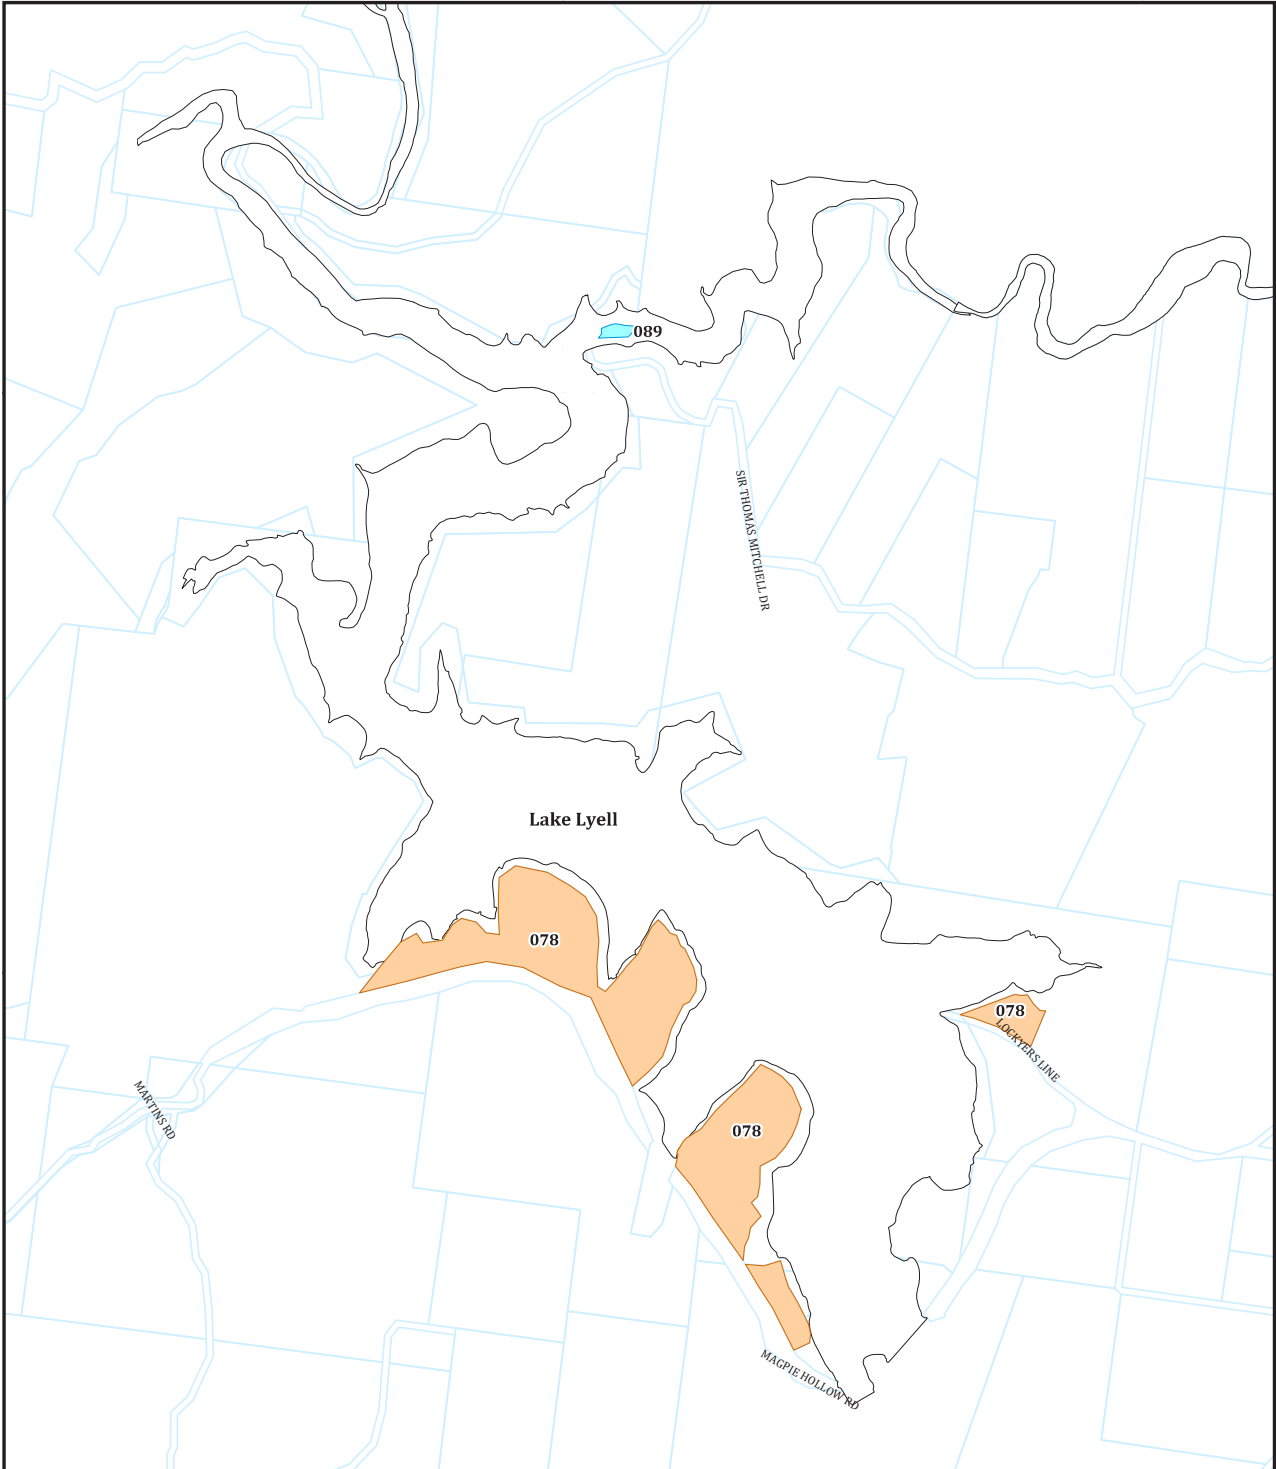 089
SIR THOMAS MITCHELL DR
Lake Lyell
078
078
LOCKYERS LINE
MARTINS RD
078
MAGPIE HOLLOW RD